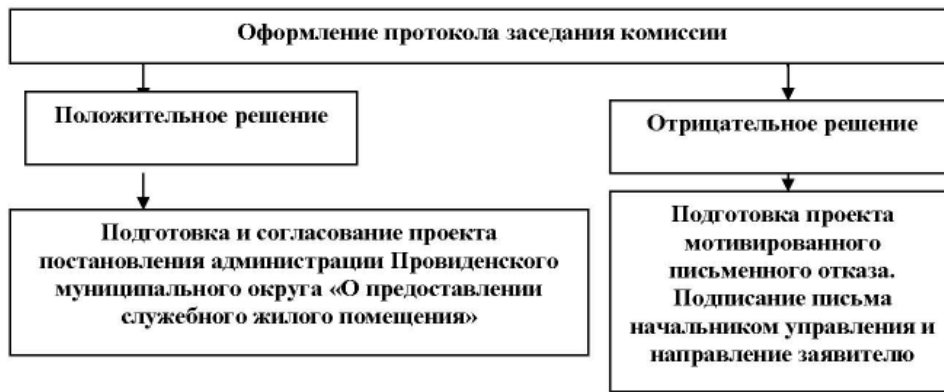 Оформление протокола заседания комиссии
Положительное решение
Отрицательное решение
Подготовка и согласование проекта
постановления администрации Провиденского
муниципального округа «О предоставлении
служебного жилого помещения»
Подготовка проекта
мотивированного
письменного отказа.
Подписание письма
начальником управления и
направление заявителю